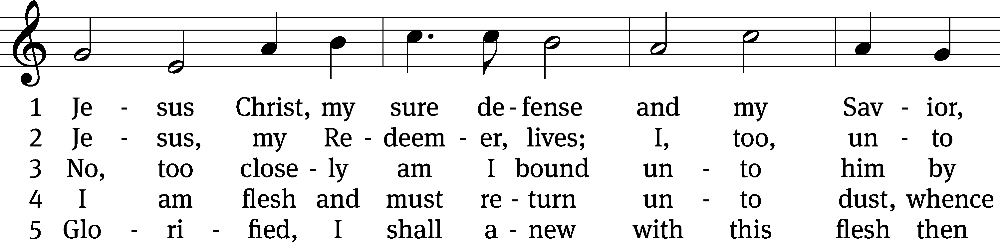 1 Je - sus Christ, my sure de - fense and my Sav - ior,
2 Je - sus, my Re - deem - er, lives; I, too, un - to
3 No, too close - ly am I bound un - to him by
4 I am flesh and must re - turn un - to dust, whence
5 Glo - ri - fied, I shall a - new with this flesh then